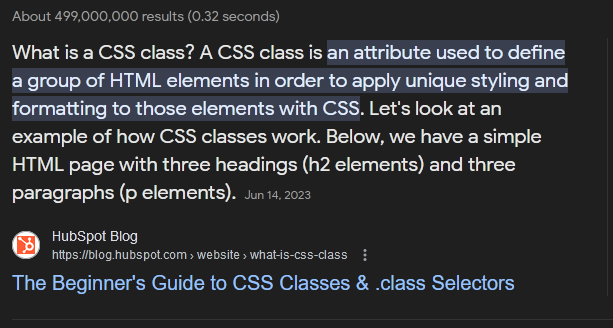 About 499,000,000 results (0.32 seconds)
What is a CSS class? A CSS class is an attribute used to define
a group of HTML elements in order to apply unique styling and
formatting to those elements with CSS. Let's look at an
example of how CSS classes work. Below, we have a simple
HTML page with three headings (h2 elements) and three
paragraphs (p elements). Jun 14, 2023
HubSpot Blog
https://blog.hubspot.com › website › what-is-css-class
The Beginner's Guide to CSS Classes & .class Selectors